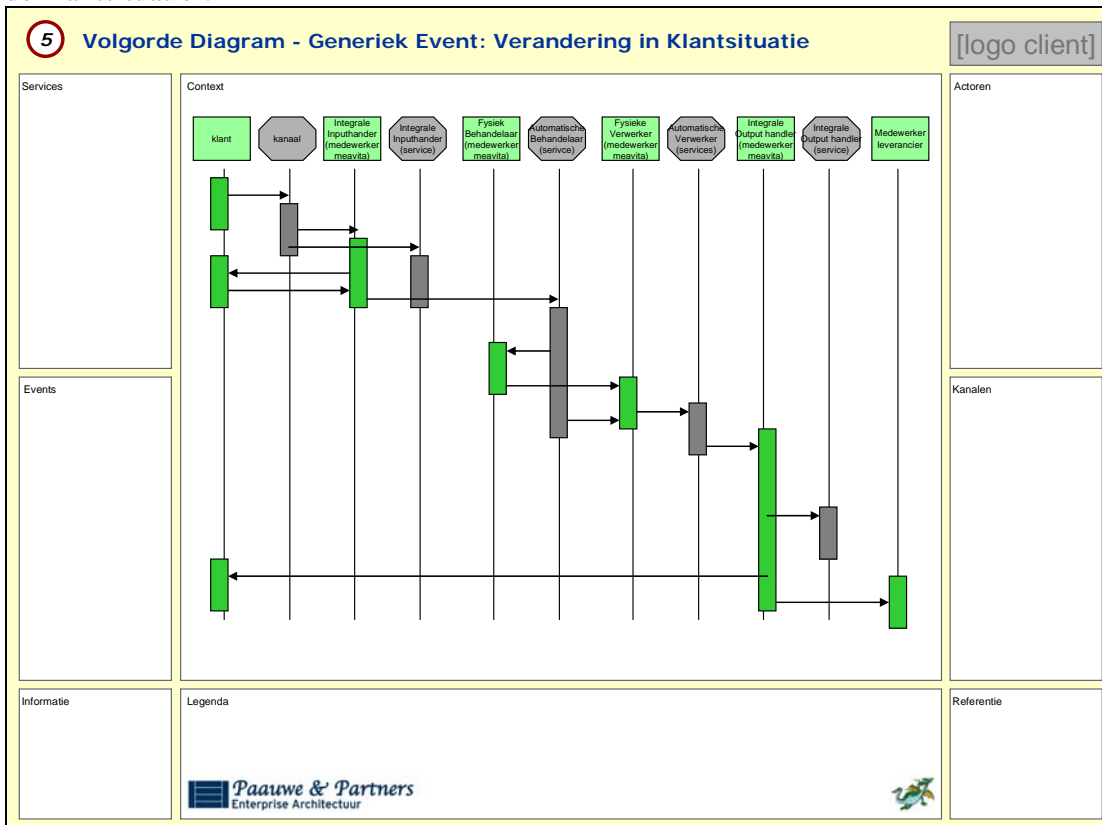 5
Volgorde Diagram - Generiek Event: Verandering in Klantsituatie
[logo client]
Services
Context
Actoren
klant
kanaal
Integrale
Inputhander
(medewerker
meavita)
Integrale
Inputhander
(service)
Fysiek
Behandelaar
(medewerker
meavita)
Automatische
Behandelaar
(serivce)
Fysieke
Verwerker
(medewerker
meavita)
Automatische
Verwerker
(services)
Integrale
Output handler
(medewerker
meavita)
Integrale
Output handler
(service)
Medewerker
leverancier
Events
Kanalen
Informatie
Legenda
Referentie
Paauwe & Partners
Enterprise Architectuur